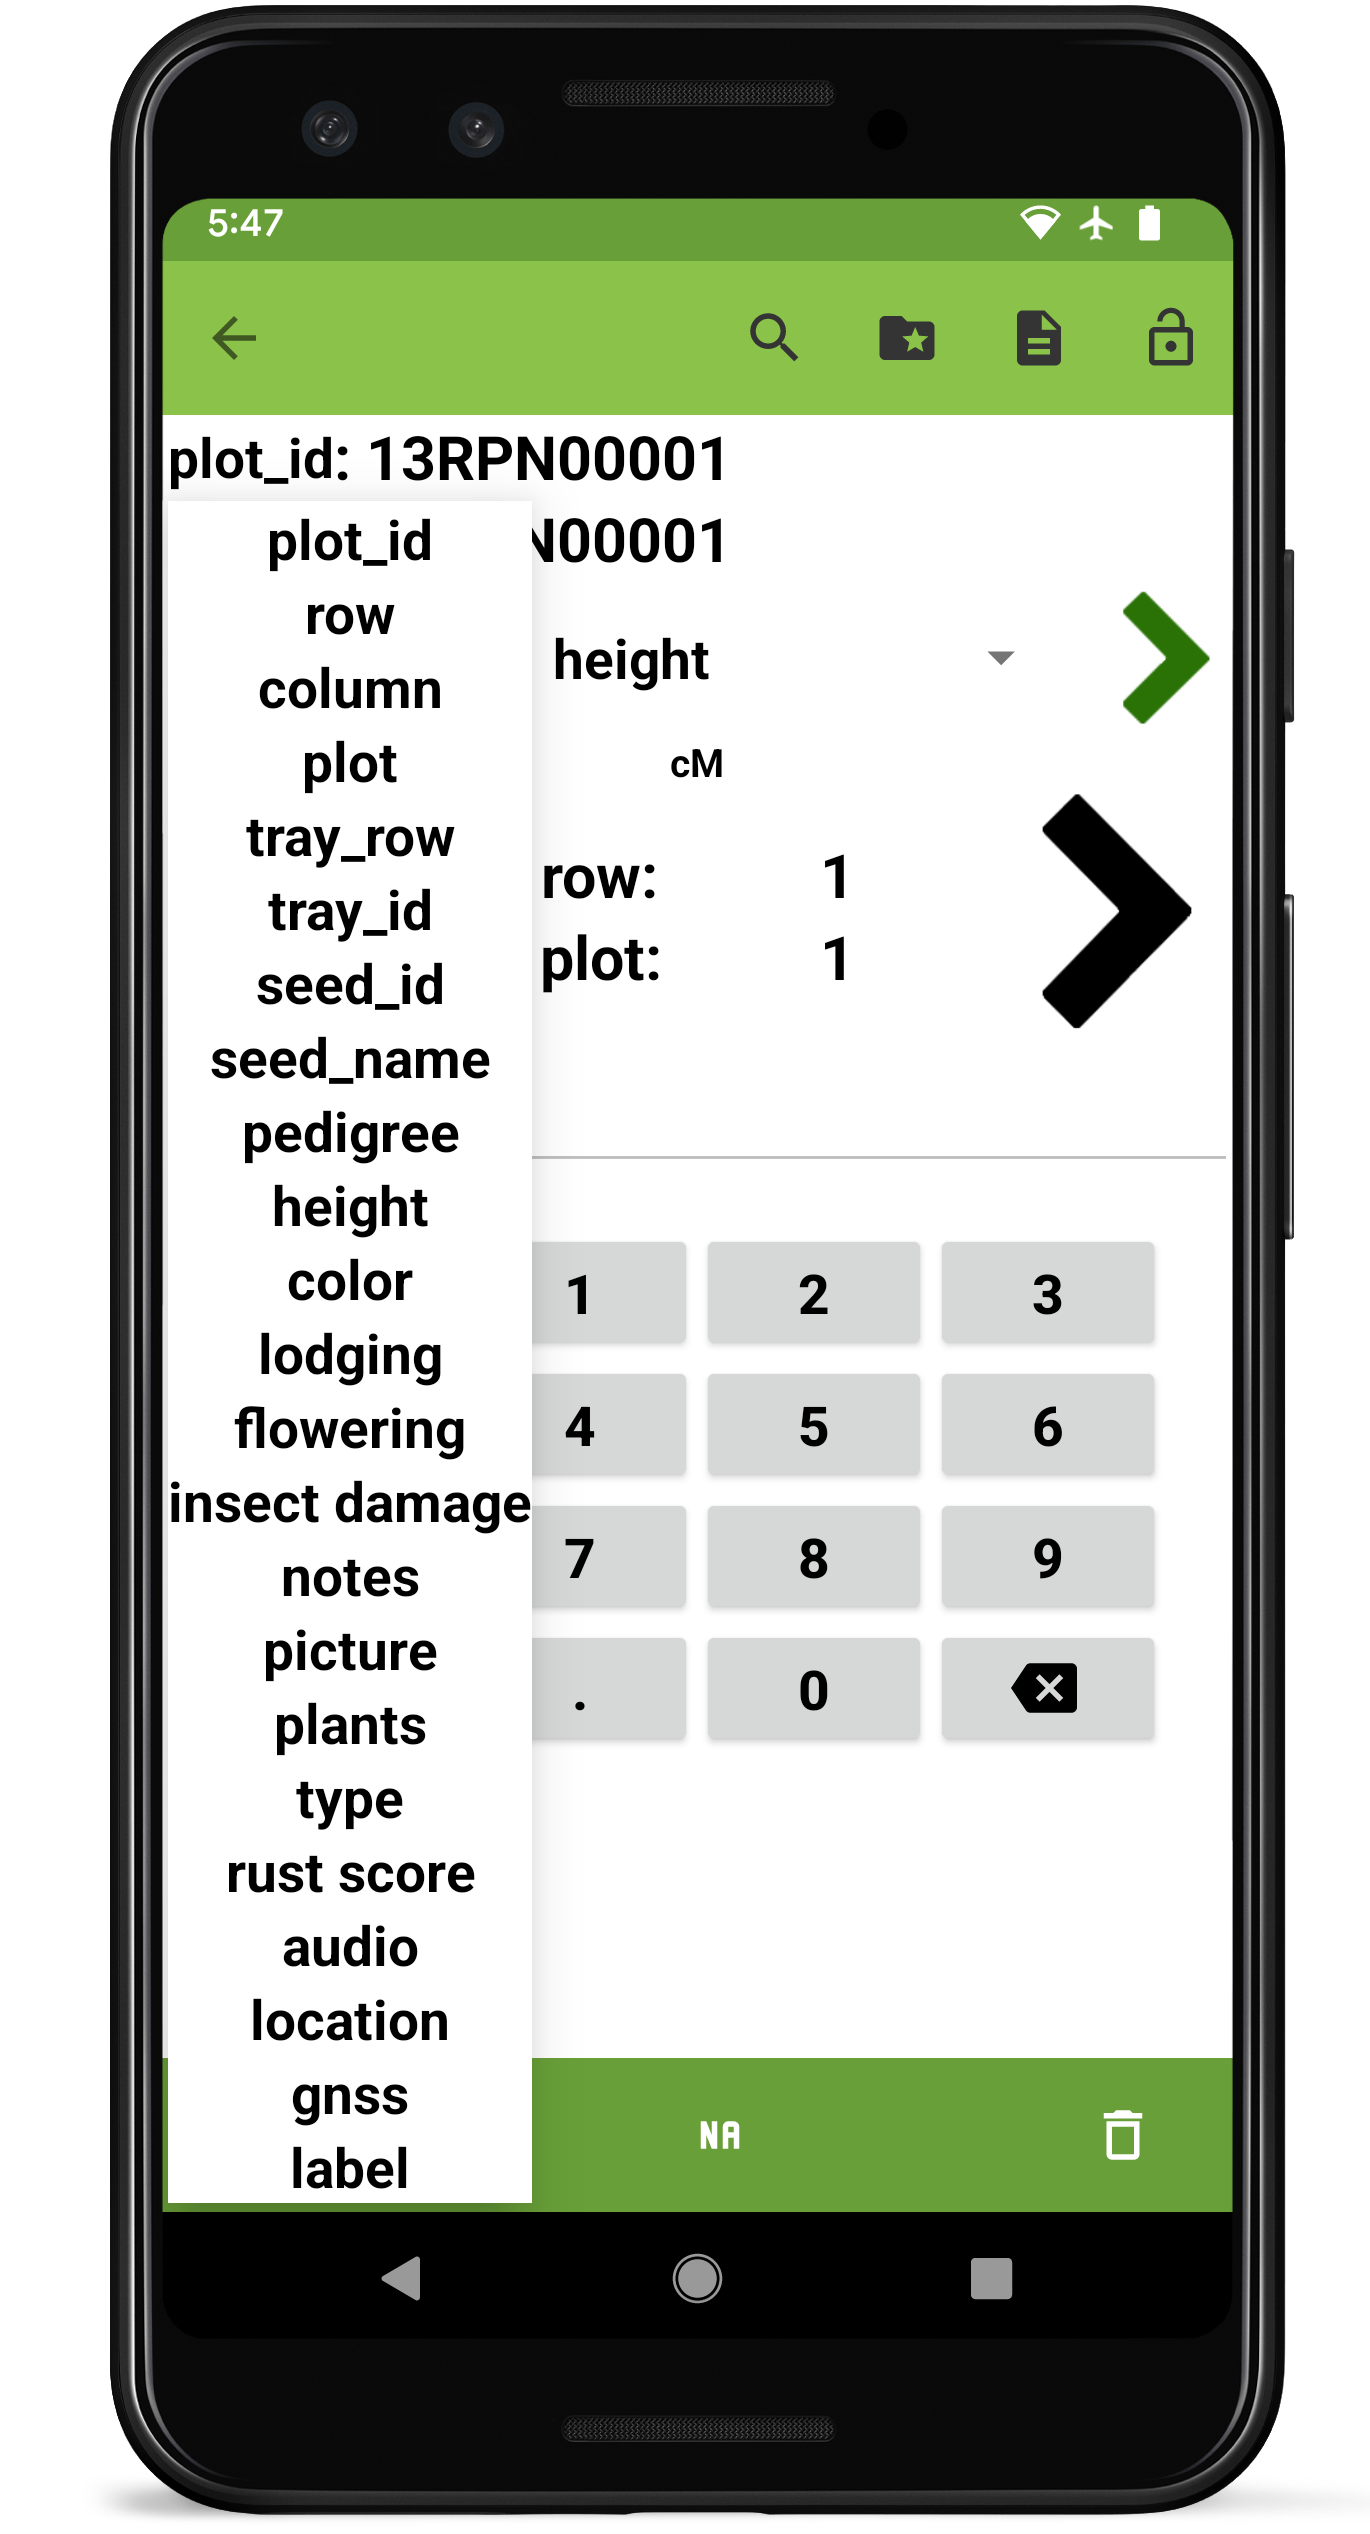 5:47
plot_id: 13RPN00001
N00001
plot_id
row
column
plot
tray_row
tray_id
seed_id
seed_name
pedigree
height
color
lodging
flowering
insect damage
notes
picture
plants
type
rust score
audio
location
gnss
label
height
cM
row: 1
plot: 1
1 2 3
4 5 6
7 8 9
. 0
NA